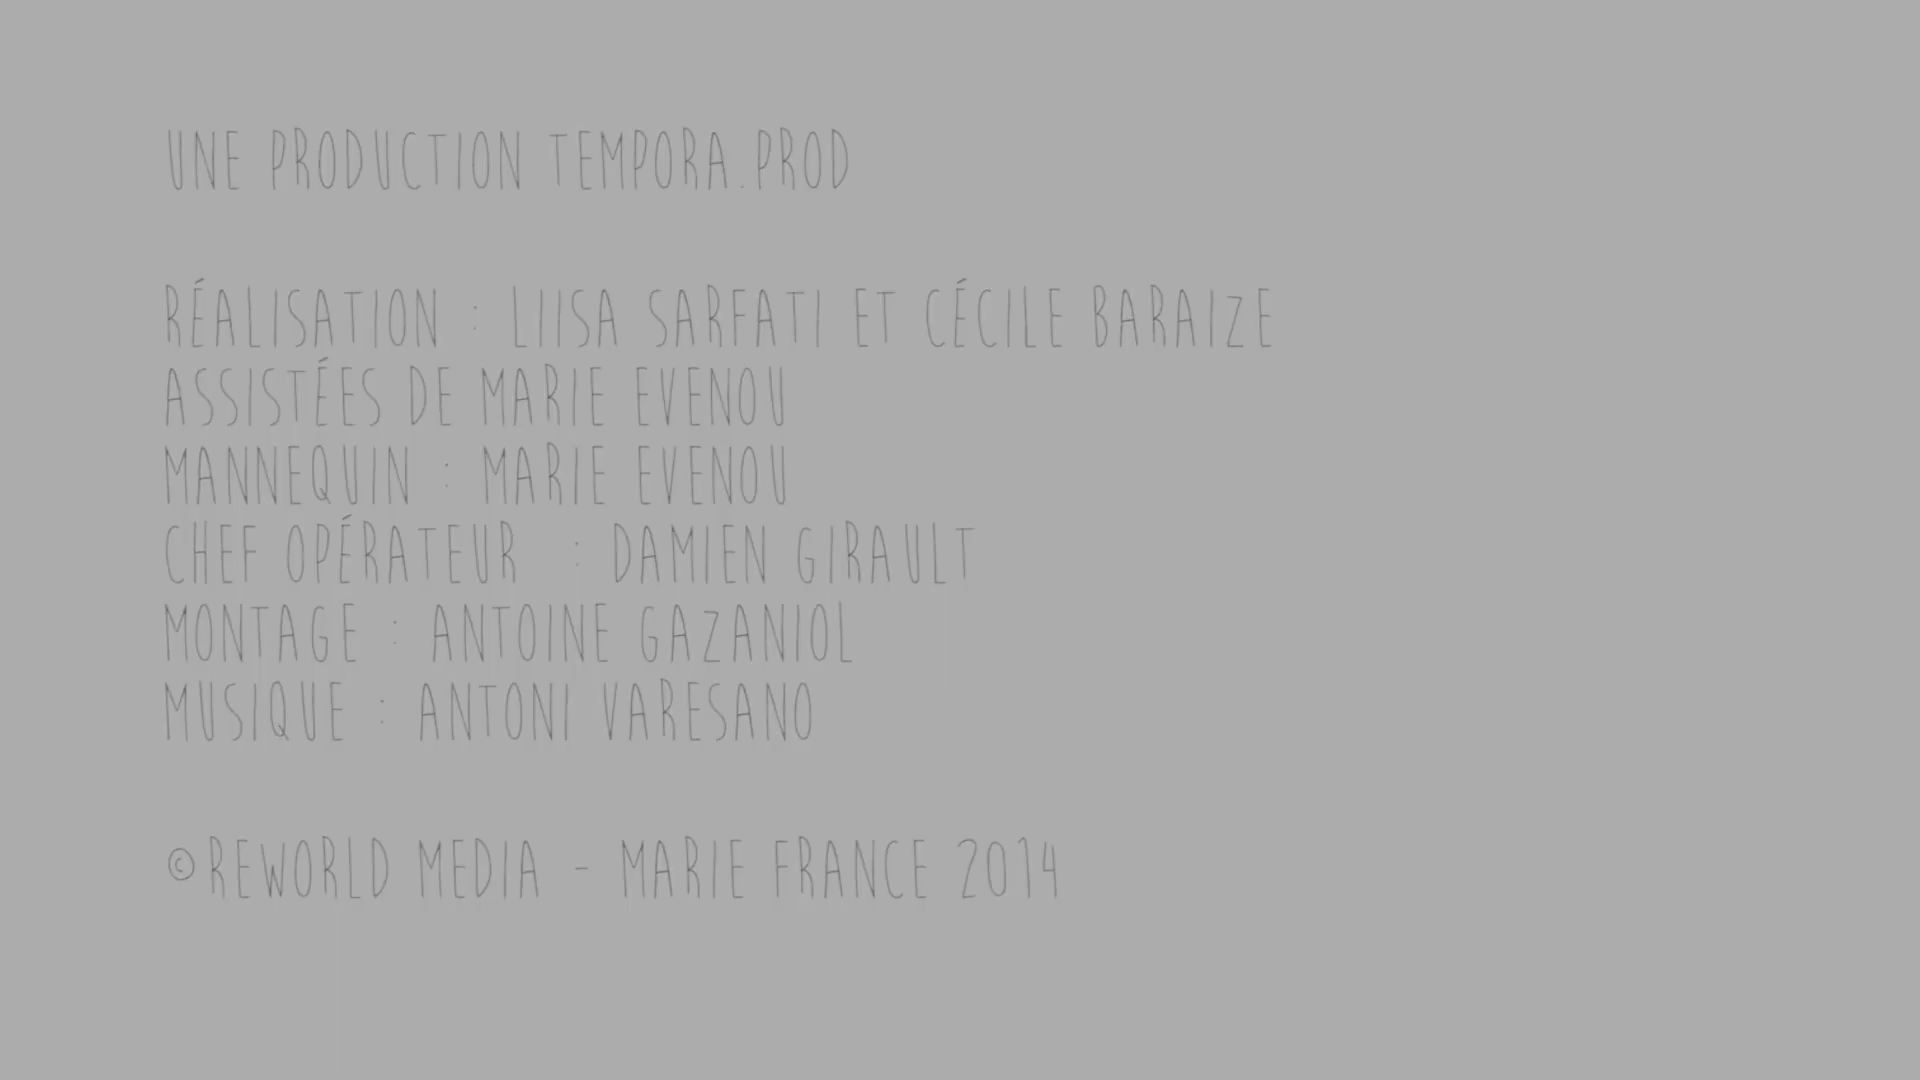 UNE PRODUCTION TEMPORA.PROD
RÉALISATION : LIISA SARFATI ET CÉCILE BARAIZE
ASSISTÉES DE MARIE EVENOU
MANNEQUIN : MARIE EVENOU
CHEF OPÉRATEUR : DAMIEN GIRAULT
MONTAGE : ANTOINE GAZANIOL
MUSIQUE : ANTONI VARESANO
©REWORLD MEDIA - MARIE FRANCE 2014